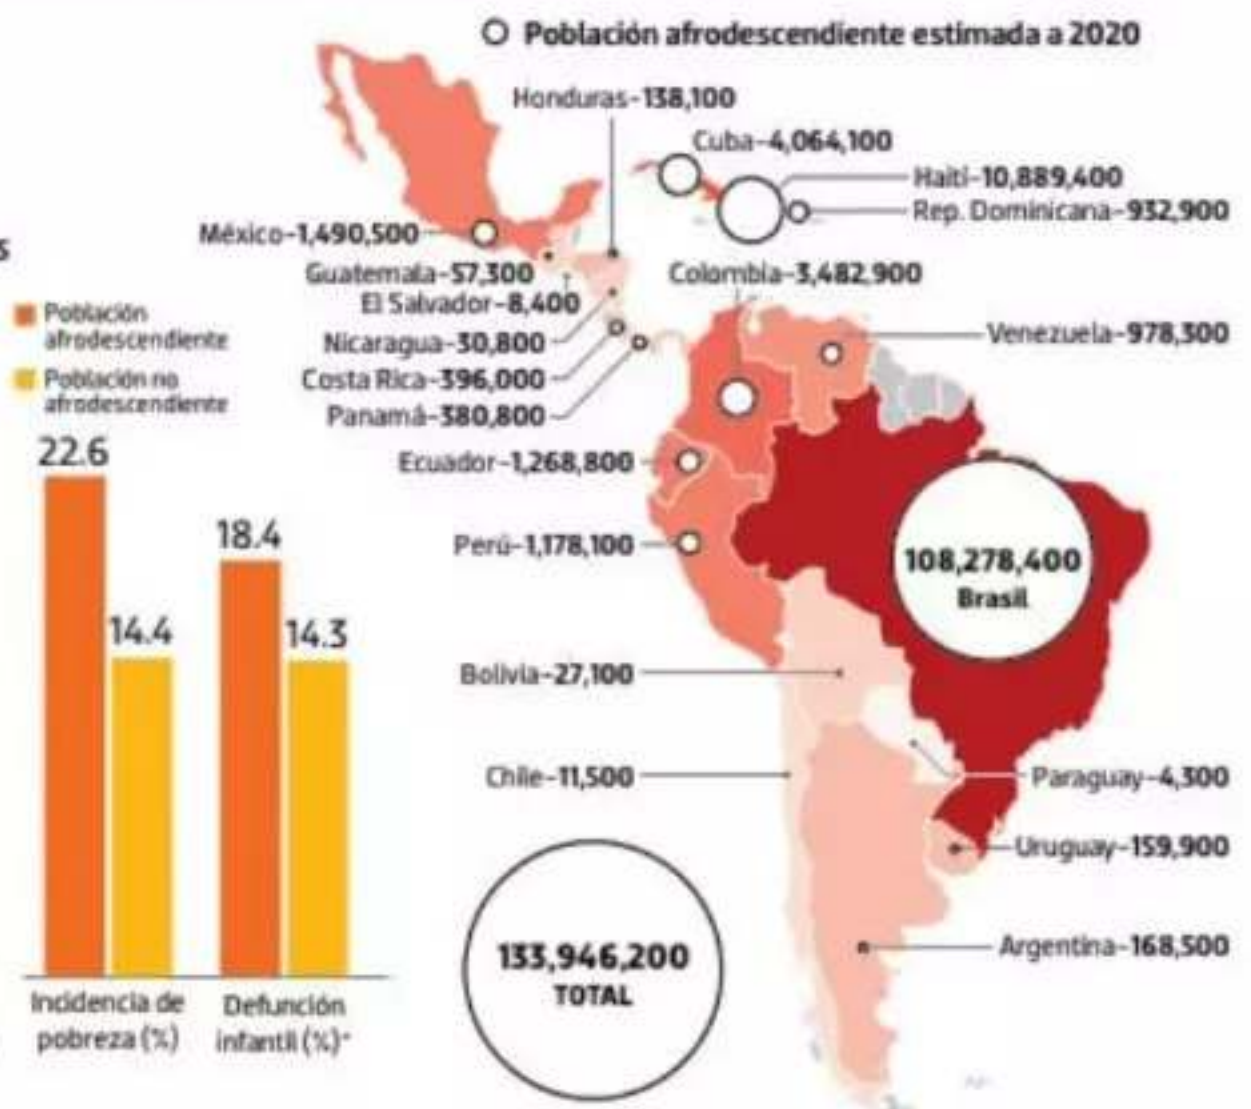 Población afrodescendiente estimada a 2020
Honduras-138,100
Cuba-4,064,100
Haití-10,889,400
Rep. Dominicana-932,900
México-1,490,500
Guatemala-57,300
El Salvador-8,400
Nicaragua-30,800
Costa Rica-396,000
Panamá-380,800
Colombia-3,482,900
Venezuela-978,300
Ecuador-1,268,800
Perú-1,178,100
108,278,400
Brasil
Bolivia-27,100
Chile-11,500
Paraguay-4,300
Uruguay-159,900
Argentina-168,500
133,946,200
TOTAL
s
Población
afrodescendiente
Población no
afrodescendiente
22.6
14.4
18.4
14.3
Incidencia de
pobreza (%)
Defunción
infantil (%)*